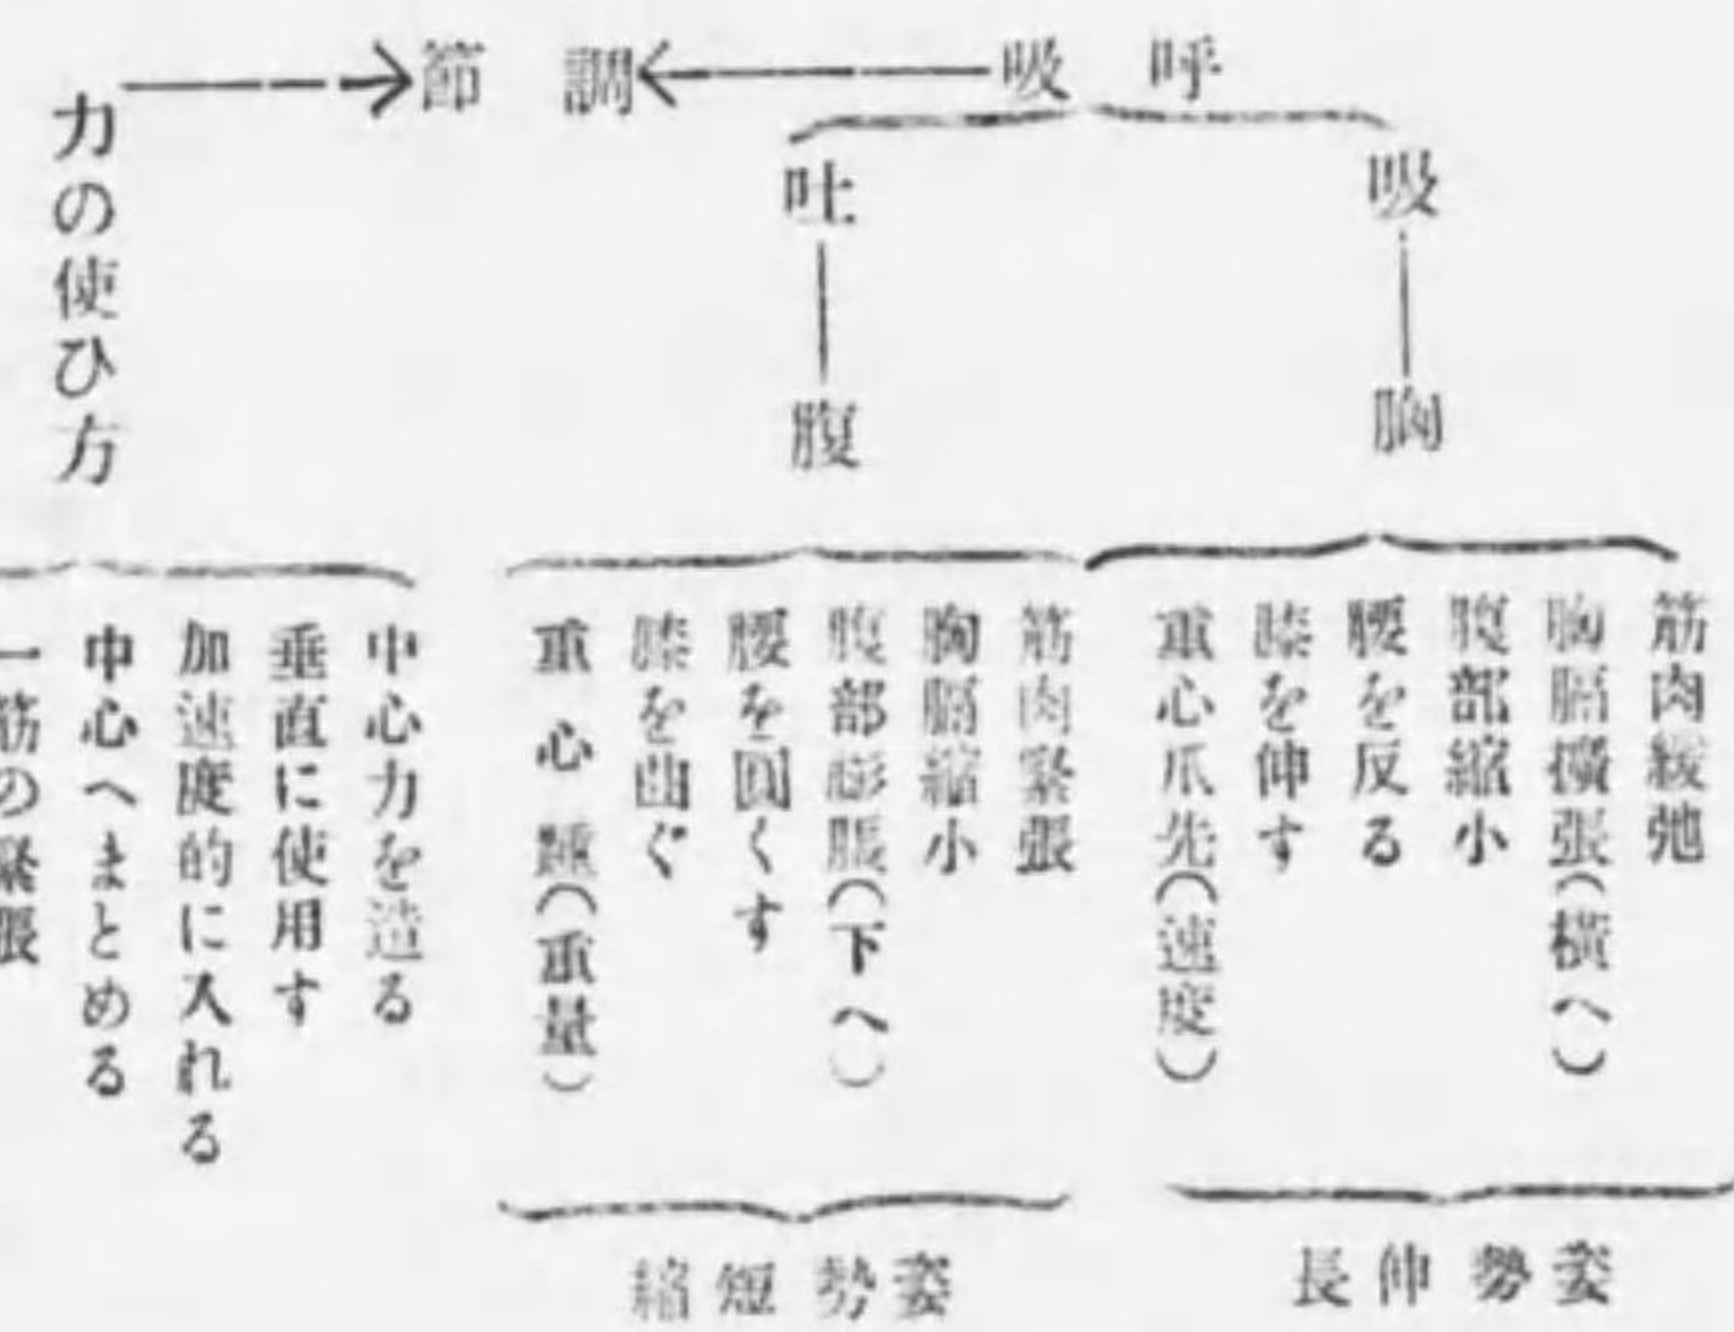 呼吸
調節
力の使ひ方
吸
胸
筋肉緩弛
胸膈擴張(橫へ)
腹部縮小
腰を反る
膝を伸す
重心爪先(速度)
姿勢伸長
吐
腹
筋肉緊張
胸膈縮小
腹部膨脹(下へ)
腰を圓くす
膝を曲ぐ
重心踵(重量)
姿勢短縮
中心力を造る
垂直に使用す
加速度的に入れる
中心へまとめる
一筋の緊張